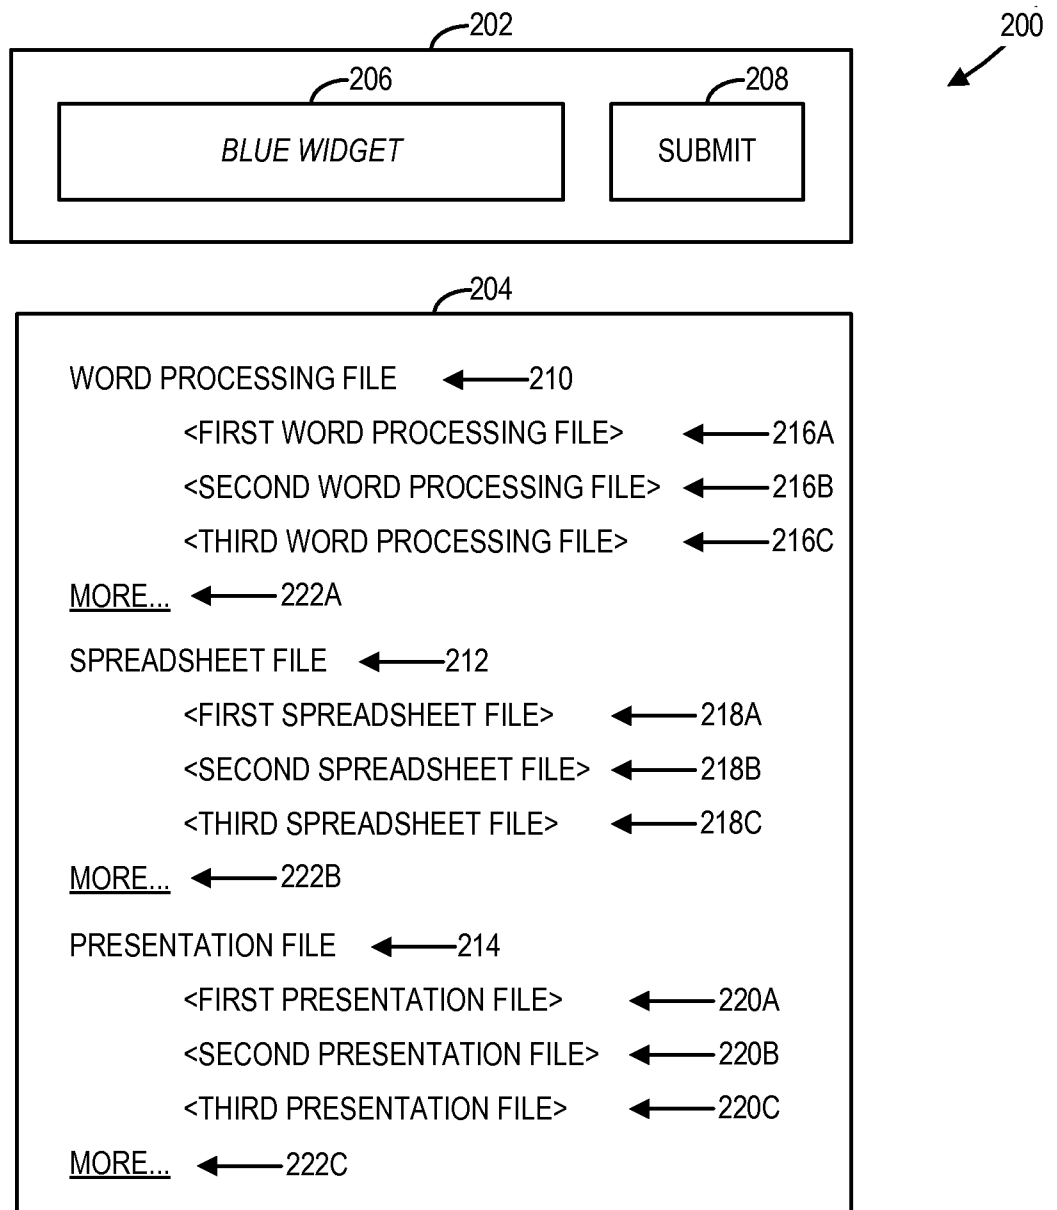 202
200
206
208
BLUE WIDGET
SUBMIT
204
WORD PROCESSING FILE 210
<FIRST WORD PROCESSING FILE> 216A
<SECOND WORD PROCESSING FILE> 216B
<THIRD WORD PROCESSING FILE> 216C
MORE... 222A
SPREADSHEET FILE 212
<FIRST SPREADSHEET FILE> 218A
<SECOND SPREADSHEET FILE> 218B
<THIRD SPREADSHEET FILE> 218C
MORE... 222B
PRESENTATION FILE 214
<FIRST PRESENTATION FILE> 220A
<SECOND PRESENTATION FILE> 220B
<THIRD PRESENTATION FILE> 220C
MORE... 222C